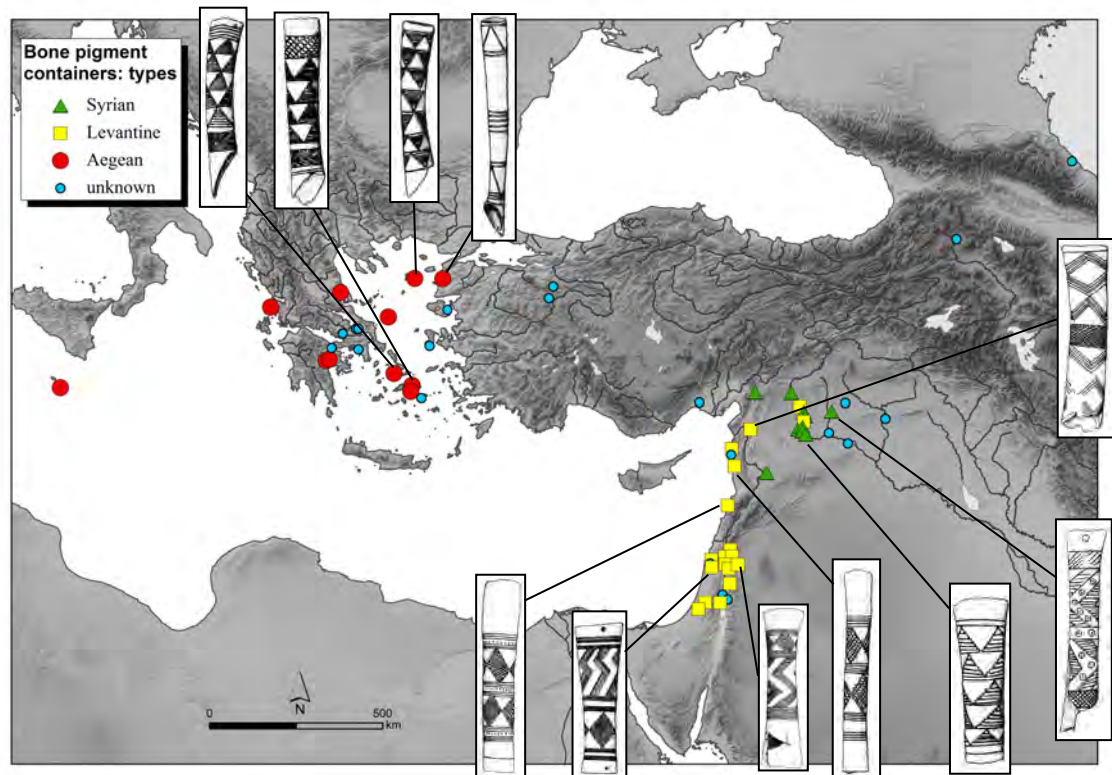 Bone pigment
containers: types
Syrian
Levantine
Aegean
unknown
N
0 500
km